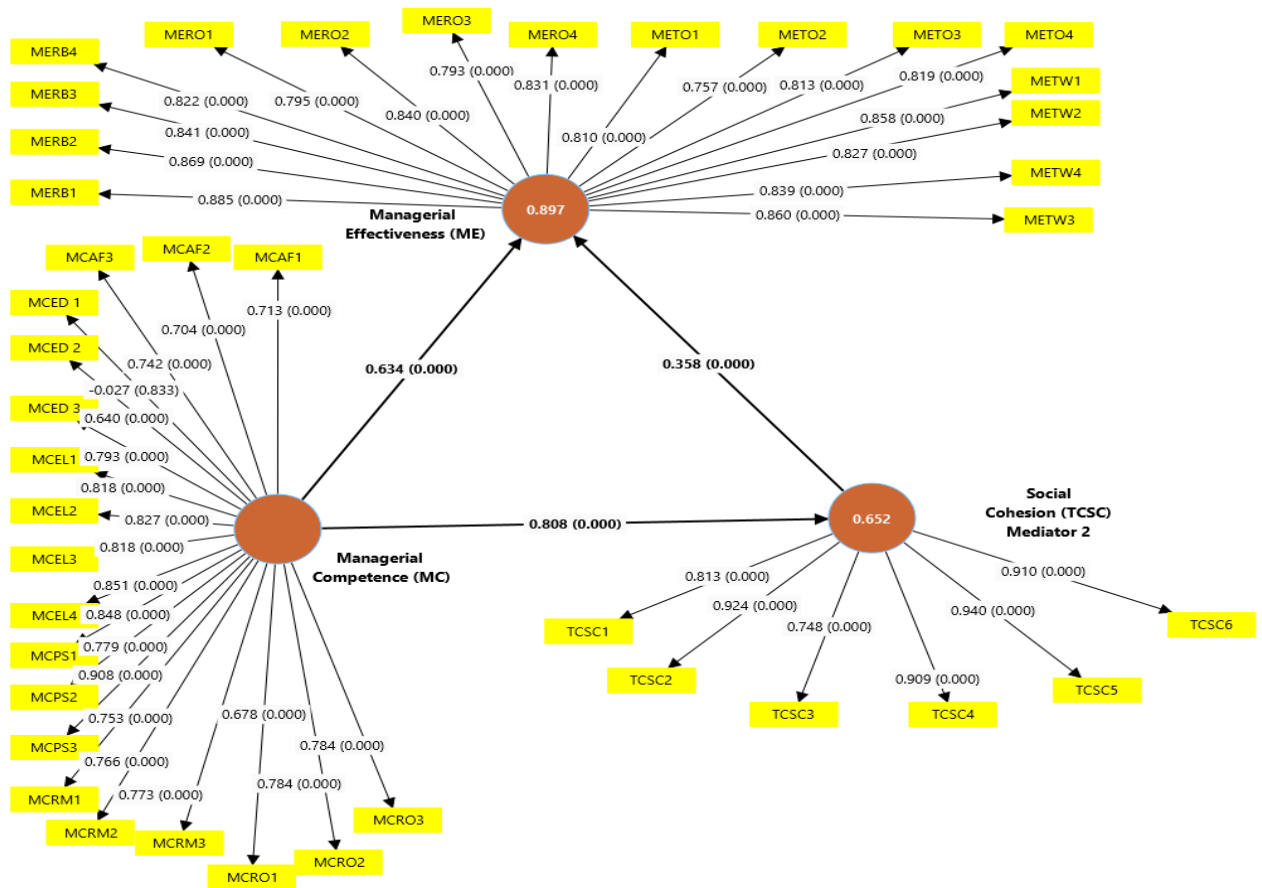 MERO3
MERO1
MERO2
MERO4
METO1
METO2
METO3
METO4
MERB4
METW1
MERB3
METW2
MERB2
METW4
MERB1
METW3
0.793 (0.000)
0.831 (0.000)
0.757 (0.000)
0.813 (0.000)
0.819 (0.000)
0.822 (0.000)
0.795 (0.000)
0.840 (0.000)
0.858 (0.000)
0.841 (0.000)
0.810 (0.000)
0.827 (0.000)
0.869 (0.000)
0.839 (0.000)
0.885 (0.000)
0.860 (0.000)
0.897
Managerial
Effectiveness (ME)
MCAF3
MCAF2
MCAF1
MCED 1
MCED 2
MCED 3
MCEL1
MCEL2
MCEL3
MCEL4
MCPS1
MCPS2
MCPS3
MCRM1
MCRM2
MCRM3
MCRO1
MCRO2
MCRO3
0.713 (0.000)
0.704 (0.000)
0.742 (0.000)
-0.027 (0.833)
0.640 (0.000)
0.793 (0.000)
0.818 (0.000)
0.827 (0.000)
0.818 (0.000)
0.851 (0.000)
0.848 (0.000)
0.779 (0.000)
0.908 (0.000)
0.753 (0.000)
0.766 (0.000)
0.773 (0.000)
0.678 (0.000)
0.784 (0.000)
0.784 (0.000)
Managerial
Competence (MC)
0.634 (0.000)
0.358 (0.000)
0.808 (0.000)
0.652
Social
Cohesion (TCSC)
Mediator 2
0.813 (0.000)
0.924 (0.000)
0.748 (0.000)
0.909 (0.000)
0.940 (0.000)
0.910 (0.000)
TCSC1
TCSC2
TCSC3
TCSC4
TCSC5
TCSC6